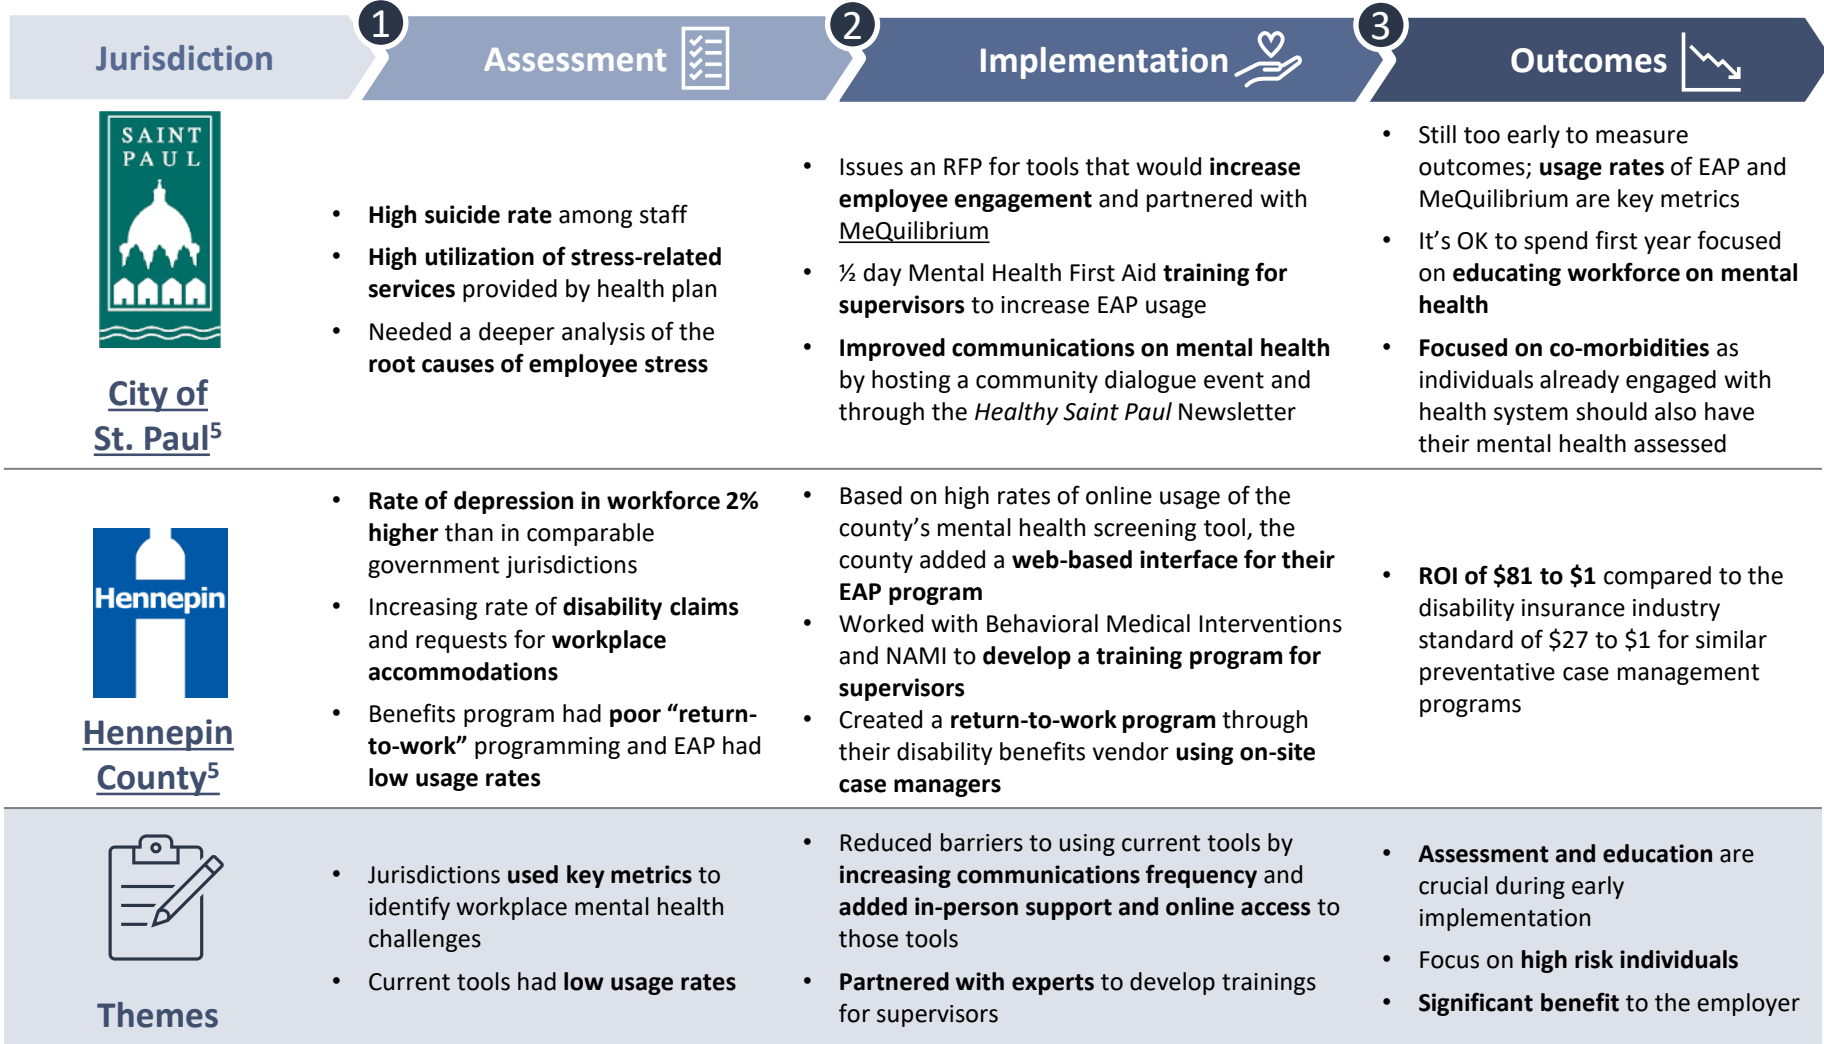 Jurisdiction
1
Assessment
2
Implementation
3
Outcomes
SAINT
PAUL
City of
St. Paul5
• High suicide rate among staff
• High utilization of stress-related
services provided by health plan
• Needed a deeper analysis of the
root causes of employee stress
• Issues an RFP for tools that would increase
employee engagement and partnered with
MeQuilibrium
• ½ day Mental Health First Aid training for
supervisors to increase EAP usage
• Improved communications on mental health
by hosting a community dialogue event and
through the Healthy Saint Paul Newsletter
• Still too early to measure
outcomes; usage rates of EAP and
MeQuilibrium are key metrics
• It’s OK to spend first year focused
on educating workforce on mental
health
• Focused on co-morbidities as
individuals already engaged with
health system should also have
their mental health assessed
Hennepin
Hennepin
County5
• Rate of depression in workforce 2%
higher than in comparable
government jurisdictions
• Increasing rate of disability claims
and requests for workplace
accommodations
• Benefits program had poor “return-
to-work” programming and EAP had
low usage rates
• Based on high rates of online usage of the
county’s mental health screening tool, the
county added a web-based interface for their
EAP program
• Worked with Behavioral Medical Interventions
and NAMI to develop a training program for
supervisors
• Created a return-to-work program through
their disability benefits vendor using on-site
case managers
• ROI of $81 to $1 compared to the
disability insurance industry
standard of $27 to $1 for similar
preventative case management
programs
Themes
• Jurisdictions used key metrics to
identify workplace mental health
challenges
• Current tools had low usage rates
• Reduced barriers to using current tools by
increasing communications frequency and
added in-person support and online access to
those tools
• Partnered with experts to develop trainings
for supervisors
• Assessment and education are
crucial during early
implementation
• Focus on high risk individuals
• Significant benefit to the employer